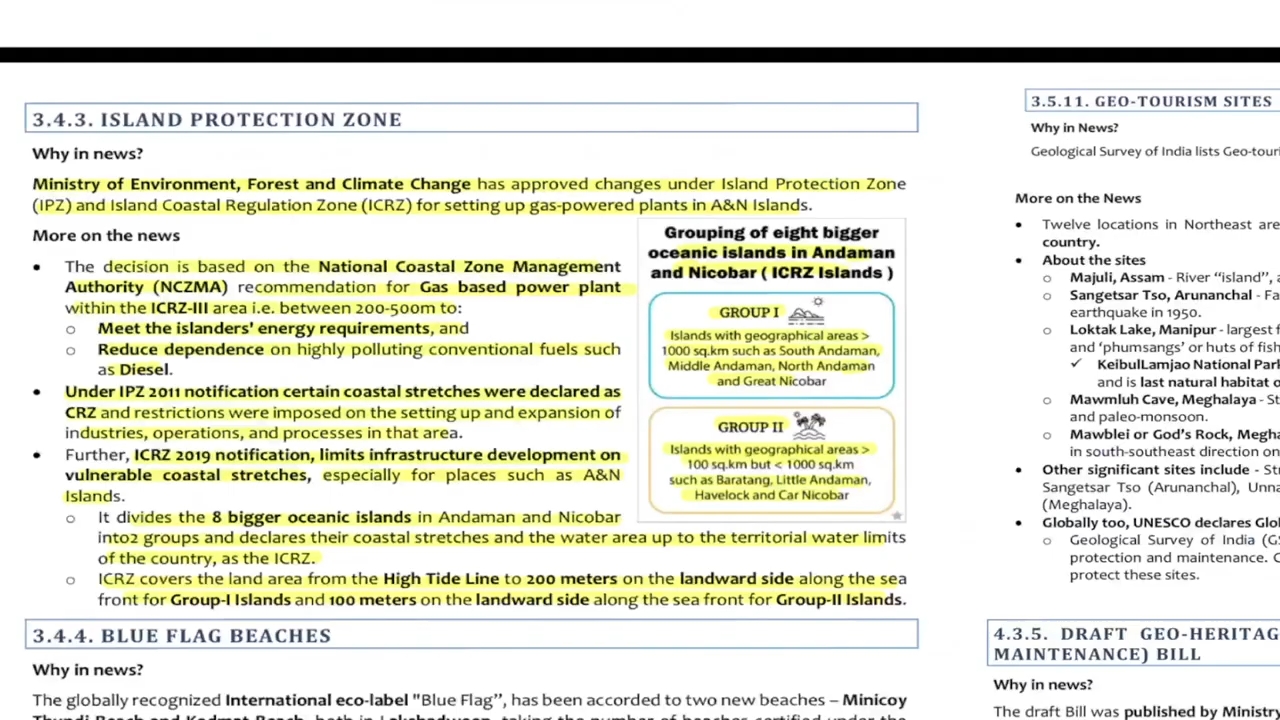 3.4.3. ISLAND PROTECTION ZONE
Why in news?
Ministry of Environment, Forest and Climate Change has approved changes under Island Protection Zone
(IPZ) and Island Coastal Regulation Zone (ICRZ) for setting up gas-powered plants in A&N Islands.
More on the news
• The decision is based on the National Coastal Zone Management
Authority (NCZMA) recommendation for Gas based power plant
within the ICRZ-III area i.e. between 200-500m to:
o Meet the islanders' energy requirements, and
o Reduce dependence on highly polluting conventional fuels such
as Diesel.
• Under IPZ 2011 notification certain coastal stretches were declared as
CRZ and restrictions were imposed on the setting up and expansion of
industries, operations, and processes in that area.
• Further, ICRZ 2019 notification, limits infrastructure development on
vulnerable coastal stretches, especially for places such as A&N
Islands.
o It divides the 8 bigger oceanic islands in Andaman and Nicobar
into2 groups and declares their coastal stretches and the water area up to the territorial water limits
of the country, as the ICRZ.
o ICRZ covers the land area from the High Tide Line to 200 meters on the landward side along the sea
front for Group-I Islands and 100 meters on the landward side along the sea front for Group-II Islands.
Grouping of eight bigger
oceanic islands in Andaman
and Nicobar ( ICRZ Islands )
GROUP I
Islands with geographical areas >
1000 sq.km such as South Andaman,
Middle Andaman, North Andaman
and Great Nicobar
GROUP II
Islands with geographical areas >
100 sq.km but < 1000 sq.km
such as Baratang, Little Andaman,
Havelock and Car Nicobar
3.4.4. BLUE FLAG BEACHES
Why in news?
The globally recognized International eco-label "Blue Flag", has been accorded to two new beaches – Minicoy
3.5.11. GEO-TOURISM SITES
Why in News?
Geological Survey of India lists
More on the News
• Twelve locations in Northeast are
country.
• About the sites
o Majuli, Assam - River "island",
o Sangetsar Tso, Arunanchal -
earthquake in 1950.
o Loktak Lake, Manipur - largest
and 'phumsangs' or huts of
✓ KeibulLamjao National
and is last natural habitat
o Mawmluh Cave, Meghalaya -
and paleo-monsoon.
o Mawblei or God's Rock,
in south-southeast direction on
• Other significant sites include -
Sangetsar Tso (Arunanchal),
(Meghalaya).
• Globally too, UNESCO declares
o Geological Survey of India
protection and maintenance.
protect these sites.
4.3.5. DRAFT
MAINTENANCE) BILL
Why in news?
The draft Bill was published by